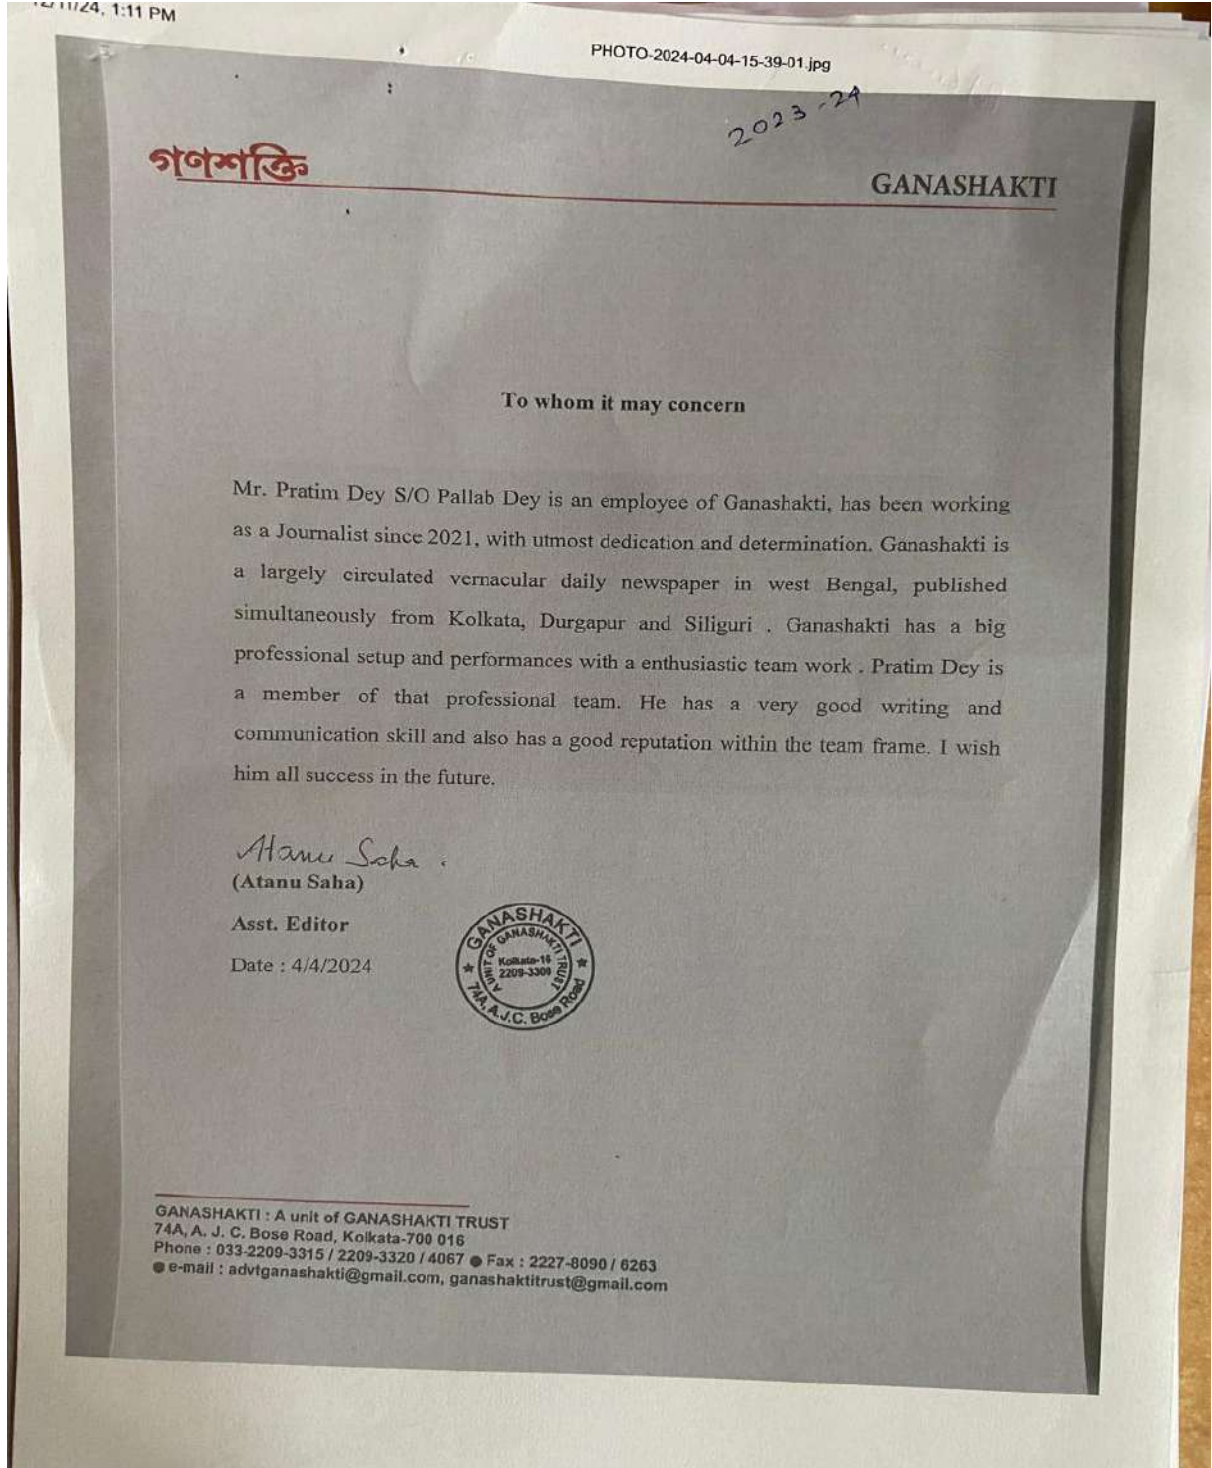 12/11/24, 1:11 PM
PHOTO-2024-04-04-15-39-01.jpg
2023-24
গণশক্তি
GANASHAKTI
To whom it may concern
Mr. Pratim Dey S/O Pallab Dey is an employee of Ganashakti, has been working
as a Journalist since 2021, with utmost dedication and determination. Ganashakti is
a largely circulated vernacular daily newspaper in west Bengal, published
simultaneously from Kolkata, Durgapur and Siliguri . Ganashakti has a big
professional setup and performances with a enthusiastic team work . Pratim Dey is
a member of that professional team. He has a very good writing and
communication skill and also has a good reputation within the team frame. I wish
him all success in the future.
Atanu Saha
(Atanu Saha)
Asst. Editor
Date : 4/4/2024
GANASHAKTI
A UNIT OF GANASHAKTI TRUST
Kolkata-16
2209-3300
74A, A.J.C. Bose Road
GANASHAKTI : A unit of GANASHAKTI TRUST
74A, A. J. C. Bose Road, Kolkata-700 016
Phone : 033-2209-3315 / 2209-3320 / 4067 ● Fax : 2227-8090 / 6263
● e-mail : advtganashakti@gmail.com, ganashaktitrust@gmail.com